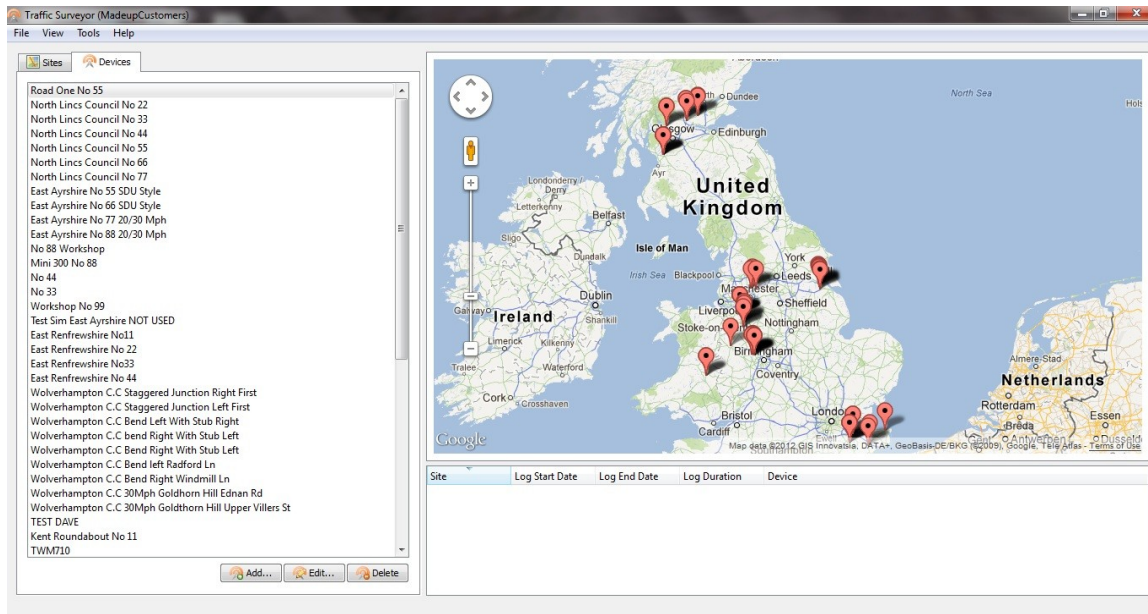 Traffic Surveyor (MadeupCustomers)
File View Tools Help
Sites Devices
Road One No 55
North Lincs Council No 22
North Lincs Council No 33
North Lincs Council No 44
North Lincs Council No 55
North Lincs Council No 66
North Lincs Council No 77
East Ayrshire No 55 SDU Style
East Ayrshire No 66 SDU Style
East Ayrshire No 77 20/30 Mph
East Ayrshire No 88 20/30 Mph
No 88 Workshop
Mini 300 No 88
No 44
No 33
Workshop No 99
Test Sim East Ayrshire NOT USED
East Renfrewshire No11
East Renfrewshire No 22
East Renfrewshire No33
East Renfrewshire No 44
Wolverhampton C.C Staggered Junction Right First
Wolverhampton C.C Staggered Junction Left First
Wolverhampton C.C Bend Left With Stub Right
Wolverhampton C.C bend Right With Stub Left
Wolverhampton C.C Bend Right With Stub Left
Wolverhampton C.C Bend left Radford Ln
Wolverhampton C.C Bend Right Windmill Ln
Wolverhampton C.C 30Mph Goldhorn Hill Ednan Rd
Wolverhampton C.C 30Mph Goldthorn Hill Upper Villers St
TEST DAVE
Kent Roundabout No 11
TWM710
Add... Edit... Delete
Dundee
North Sea
Edinburgh
Ayr
Londonderry /
Derry
United
Kingdom
Letterkenny
Belfast
Sligo
Isle of Man
Dundalk
York
Irish Sea Blackpool Leeds
Dublin
Sheffield
Galway
Ireland
Stoke-on-
Nottingham
Limerick Kilkenny
Birmingham
Tralee Waterford
Coventry
Almere-Stad
Netherlands
Cork
Crosshaven
Rotterdam
Bristol
Breda
Essen
Cardiff
Antwerpen
Google
Map data ©2012 GIS Innovatsia, DATA+, GeoBasis-DE/BKG (©2009), Google, Tele Atlas - Terms of Use
Southampton
Site Log Start Date Log End Date Log Duration Device